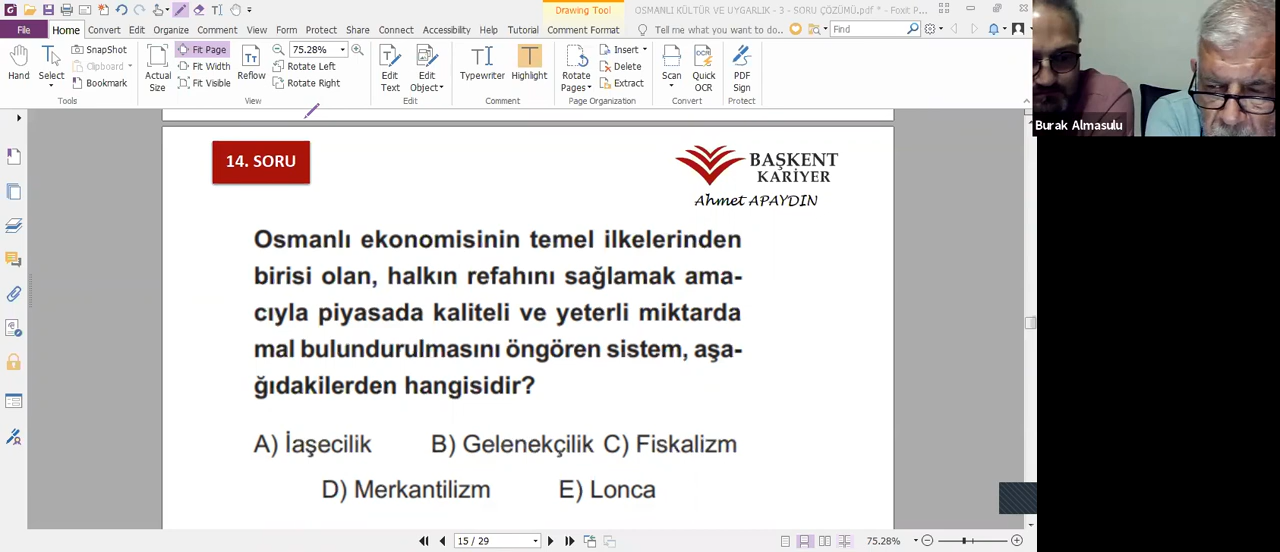 Drawing Tool
OSMANLI KÜLTÜR VE UYGARLIK - 3 - SORU ÇÖZÜMÜ.pdf * - Foxit P...
File Home Convert Edit Organize Comment View Form Protect Share Connect Accessibility Help Tutorial Comment Format Tell me what you want to do... Find
SnapShot Fit Page 75.28% Insert
Clipboard Fit Width Rotate Left Delete
Bookmark Fit Visible Rotate Right Extract
Hand Select Actual Size Reflow Edit Text Edit Object Typewriter Highlight Rotate Pages Scan Quick OCR PDF Sign
Tools View Edit Comment Page Organization Convert Protect
Burak Almasulu
14. SORU
BAŞKENT
KARİYER
Ahmet APAYDIN
Osmanlı ekonomisinin temel ilkelerinden
birisi olan, halkın refahını sağlamak ama-
cıyla piyasada kaliteli ve yeterli miktarda
mal bulundurulmasını öngören sistem, aşa-
ğıdakilerden hangisidir?
A) İaşecilik B) Gelenekçilik C) Fiskalizm
D) Merkantilizm E) Lonca
15 / 29 75.28%